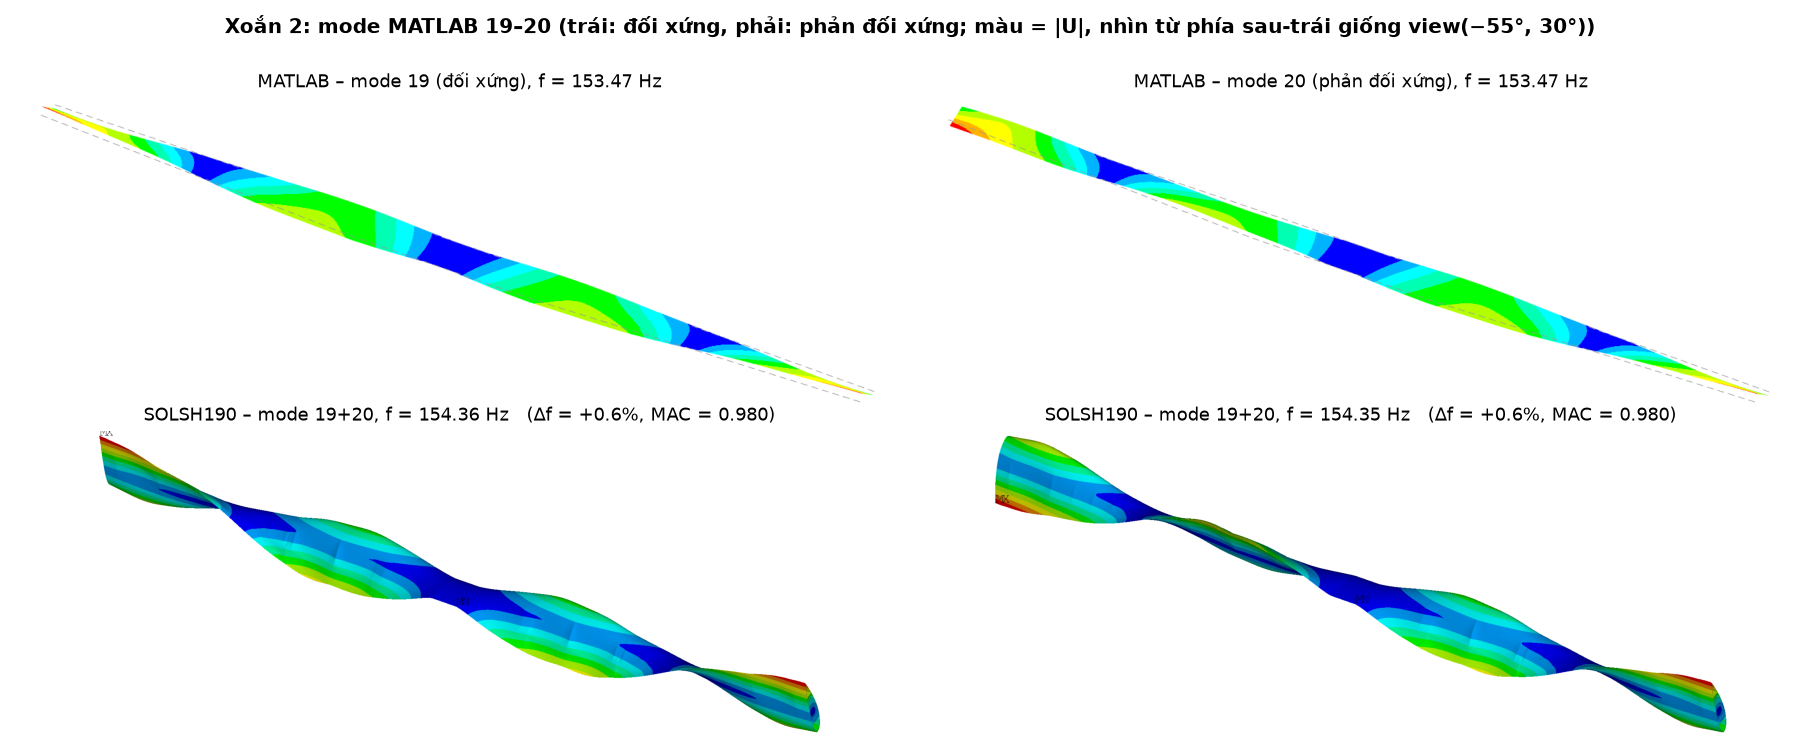 Xoắn 2: mode MATLAB 19–20 (trái: đối xứng, phải: phản đối xứng; màu = |U|, nhìn từ phía sau-trái giống view(−55°, 30°))
MATLAB – mode 19 (đối xứng), f = 153.47 Hz
MATLAB – mode 20 (phản đối xứng), f = 153.47 Hz
SOLSH190 – mode 19+20, f = 154.36 Hz (Δf = +0.6%, MAC = 0.980)
SOLSH190 – mode 19+20, f = 154.35 Hz (Δf = +0.6%, MAC = 0.980)
MX
MX